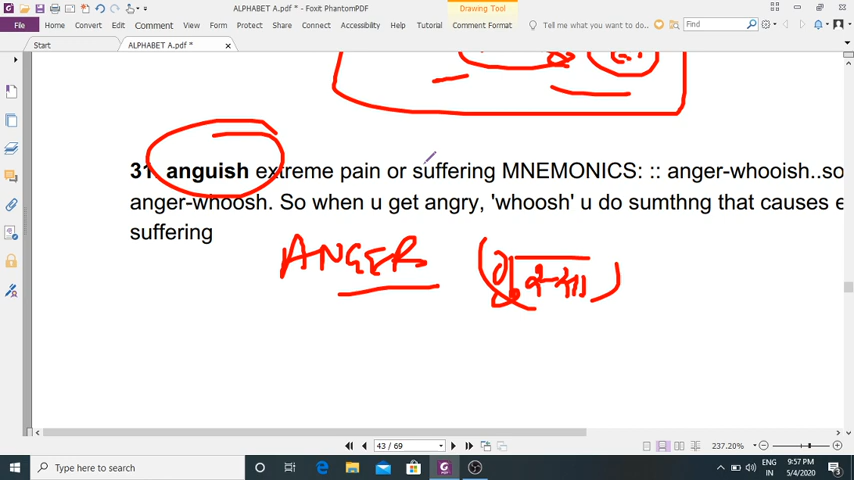 ALPHABET A.pdf * - Foxit PhantomPDF
Drawing Tool
File Home Convert Edit Comment View Form Protect Share Connect Accessibility Help Tutorial Comment Format Tell me what you want to do.. Find
Start ALPHABET A.pdf *
31. anguish extreme pain or suffering MNEMONICS: :: anger-whooish..so
anger-whoosh. So when u get angry, 'whoosh' u do sumthng that causes e
suffering
ANGER
43 / 69 237.20%
Type here to search ENG 9:57 PM
IN 5/4/2020 3